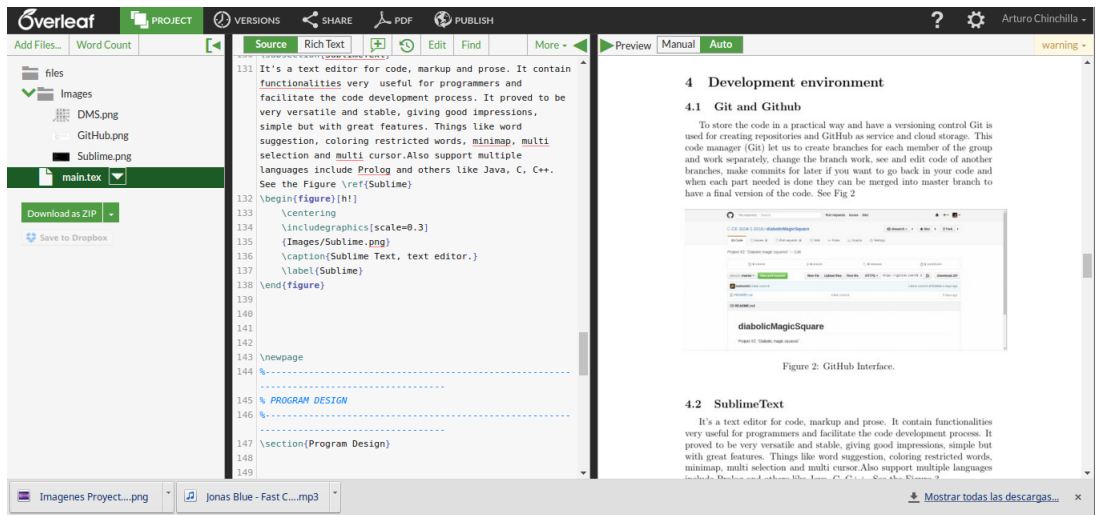 Overleaf PROJECT VERSIONS SHARE PDF PUBLISH ? Arturo Chinchilla
Add Files... Word Count Source Rich Text Edit Find More Preview Manual Auto warning
files
Images
DMS.png
GitHub.png
Sublime.png
main.tex
Download as ZIP
Save to Dropbox
131 It's a text editor for code, markup and prose. It contain
functionalities very useful for programmers and
facilitate the code development process. It proved to be
very versatile and stable, giving good impressions,
simple but with great features. Things like word
suggestion, coloring restricted words, minimap, multi
selection and multi cursor.Also support multiple
languages include Prolog and others like Java, C, C++.
See the Figure \ref{Sublime}
132 \begin{figure}[h!]
133 \centering
134 \includegraphics[scale=0.3]
135 {Images/Sublime.png}
136 \caption{Sublime Text, text editor.}
137 \label{Sublime}
138 \end{figure}
139
140
141
142
143 \newpage
144 %--------------------------------------------------------
----------------------------------
145 % PROGRAM DESIGN
146 %--------------------------------------------------------
----------------------------------
147 \section{Program Design}
148
149
4 Development environment
4.1 Git and Github
To store the code in a practical way and have a versioning control Git is
used for creating repositories and GitHub as service and cloud storage. This
code manager (Git) let us to create branches for each member of the group
and work separately, change the branch work, see and edit code of another
branches, make commits for later if you want to go back in your code and
when each part needed is done they can be merged into master branch to
have a final version of the code. See Fig 2
diabolicMagicSquare
Project #2 "Diabolic magic squares"
Figure 2: GitHub Interface.
4.2 SublimeText
It's a text editor for code, markup and prose. It contain functionalities
very useful for programmers and facilitate the code development process. It
proved to be very versatile and stable, giving good impressions, simple but
with great features. Things like word suggestion, coloring restricted words,
minimap, multi selection and multi cursor.Also support multiple languages
Imagenes Proyect....png Jonas Blue - Fast C....mp3 Mostrar todas las descargas...